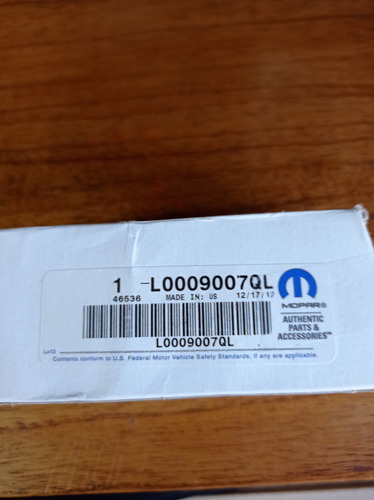 1 -L0009007QL
46536 MADE IN: US 12/17/12
MOPAR®
AUTHENTIC
PARTS &
ACCESSORIES™
L0009007QL
Contents conform to U.S. Federal Motor Vehicle Safety Standards, if any are applicable.